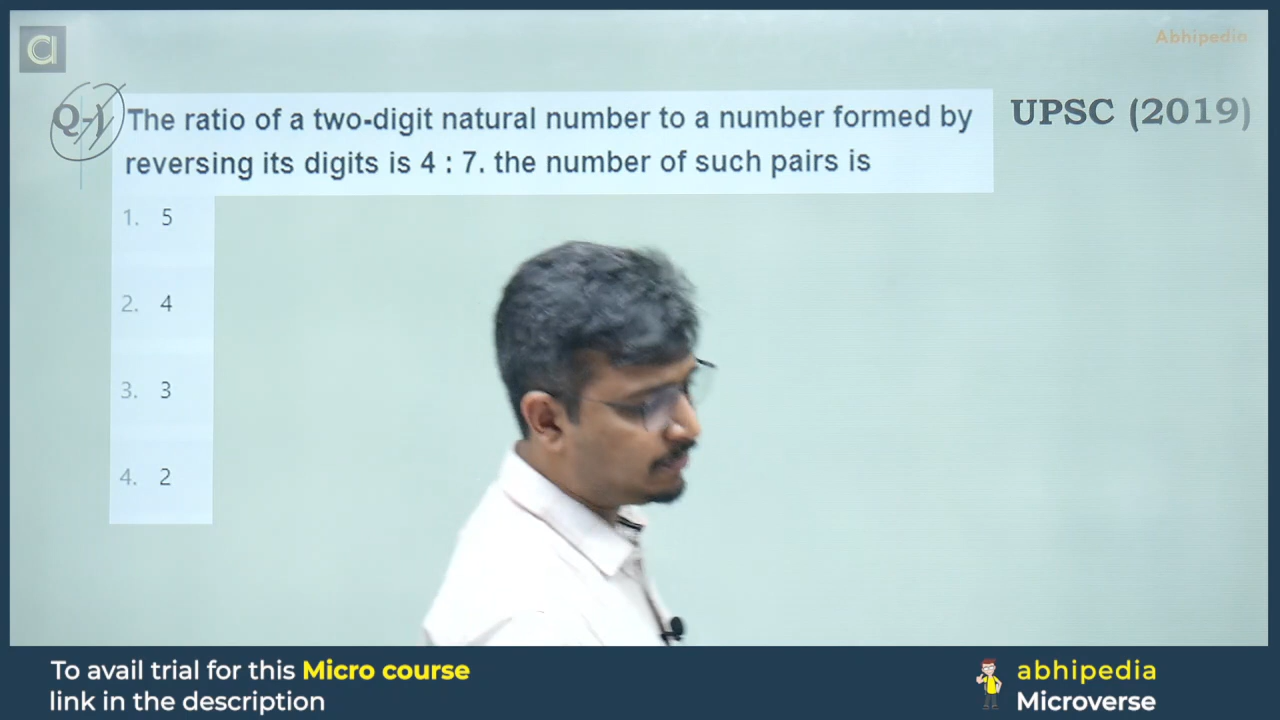 Abhipedia
Q-1
The ratio of a two-digit natural number to a number formed by
reversing its digits is 4 : 7. the number of such pairs is
UPSC (2019)
1. 5
2. 4
3. 3
4. 2
To avail trial for this Micro course
link in the description
abhipedia
Microverse